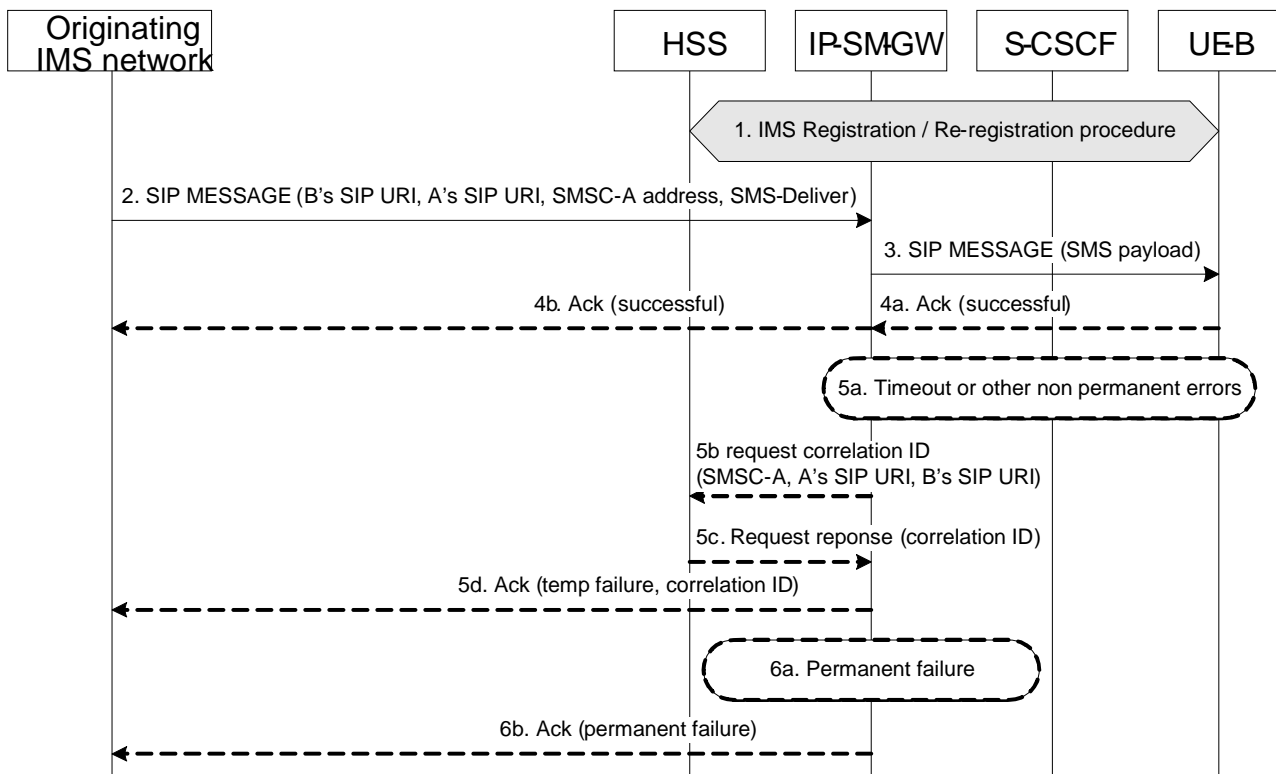 Originating
IMS network
HSS
IP-SM-GW
S-CSCF
UE-B
1. IMS Registration / Re-registration procedure
2. SIP MESSAGE (B's SIP URI, A's SIP URI, SMSC-A address, SMS-Deliver)
3. SIP MESSAGE (SMS payload)
4b. Ack (successful)
4a. Ack (successful)
5a. Timeout or other non permanent errors
5b request correlation ID
(SMSC-A, A's SIP URI, B's SIP URI)
5c. Request reponse (correlation ID)
5d. Ack (temp failure, correlation ID)
6a. Permanent failure
6b. Ack (permanent failure)